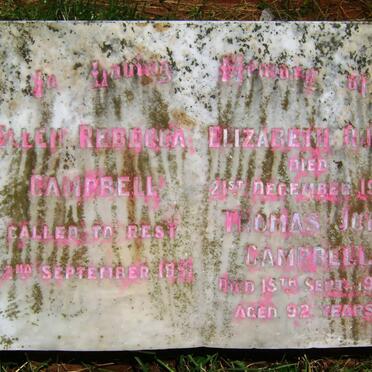 In Loving Memory of
REBECCA
CAMPBELL
CALLED TO REST
2ND SEPTEMBER
ELIZABETH
DIED
21ST DECEMBER
THOMAS
CAMPBELL
DIED 15TH SEPT.
AGED 92 YEARS